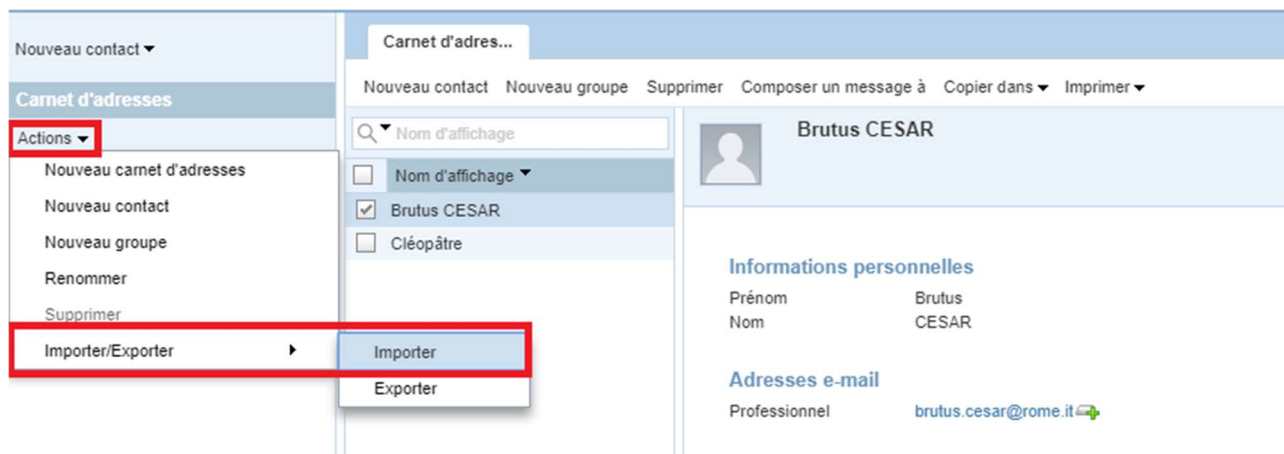 Nouveau contact
Carnet d'adresses
Actions
Nouveau carnet d'adresses
Nouveau contact
Nouveau groupe
Renommer
Supprimer
Importer/Exporter
Importer
Exporter
Carnet d'adres...
Nouveau contact Nouveau groupe Supprimer Composer un message à Copier dans Imprimer
Nom d'affichage
Nom d'affichage
Brutus CESAR
Cléopâtre
Brutus CESAR
Informations personnelles
Prénom Brutus
Nom CESAR
Adresses e-mail
Professionnel brutus.cesar@rome.it